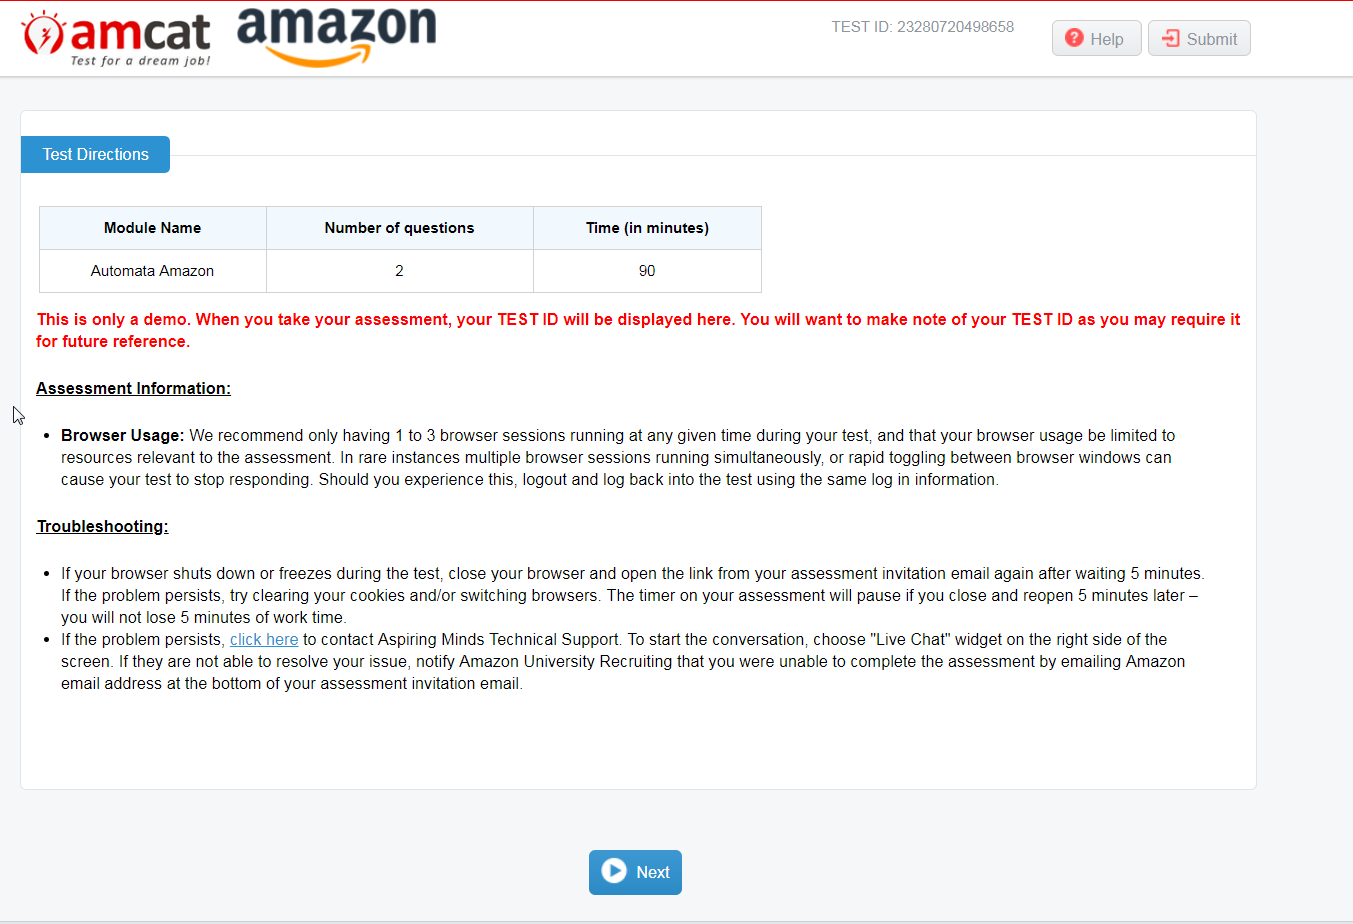 amcat
Test for a dream job!
amazon
TEST ID: 23280720498658
Help
Submit
Test Directions
Module Name Number of questions Time (in minutes)
Automata Amazon 2 90
This is only a demo. When you take your assessment, your TEST ID will be displayed here. You will want to make note of your TEST ID as you may require it
for future reference.
Assessment Information:
• Browser Usage: We recommend only having 1 to 3 browser sessions running at any given time during your test, and that your browser usage be limited to
resources relevant to the assessment. In rare instances multiple browser sessions running simultaneously, or rapid toggling between browser windows can
cause your test to stop responding. Should you experience this, logout and log back into the test using the same log in information.
Troubleshooting:
• If your browser shuts down or freezes during the test, close your browser and open the link from your assessment invitation email again after waiting 5 minutes.
If the problem persists, try clearing your cookies and/or switching browsers. The timer on your assessment will pause if you close and reopen 5 minutes later –
you will not lose 5 minutes of work time.
• If the problem persists, click here to contact Aspiring Minds Technical Support. To start the conversation, choose "Live Chat" widget on the right side of the
screen. If they are not able to resolve your issue, notify Amazon University Recruiting that you were unable to complete the assessment by emailing Amazon
email address at the bottom of your assessment invitation email.
Next